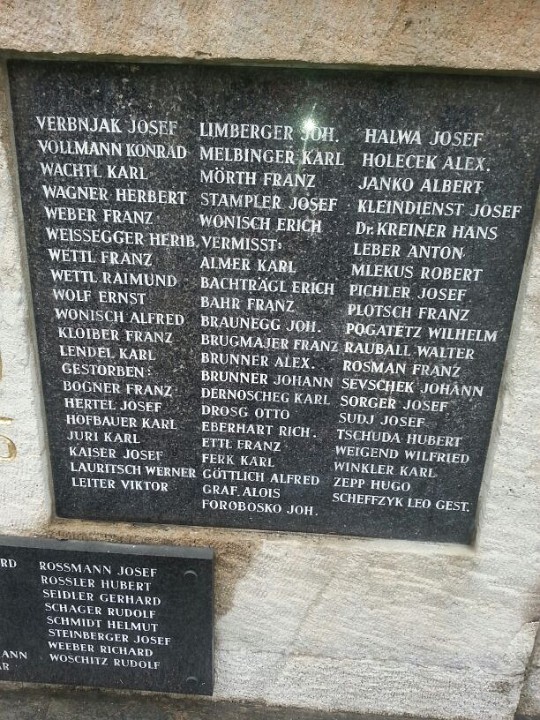 VERBNJAK JOSEF
VOLLMANN KONRAD
WACHTL KARL
WAGNER HERBERT
WEBER FRANZ
WEISSEGGER HERIB.
WETTL FRANZ
WETTL RAIMUND
WOLF ERNST
WONISCH ALFRED
KLOIBER FRANZ
LENDEL KARL
GESTORBEN:
BOGNER FRANZ
HERTEL JOSEF
HOFBAUER KARL
JURI KARL
KAISER JOSEF
LAURITSCH WERNER
LEITER VIKTOR
LIMBERGER JOH.
MELBINGER KARL
MÖRTH FRANZ
STAMPLER JOSEF
WONISCH ERICH
VERMISST:
ALMER KARL
BACHTRÄGL ERICH
BAHR FRANZ
BRAUNEGG JOH.
BRUGMAJER FRANZ
BRUNNER ALEX.
BRUNNER JOHANN
DERNOSCHEG KARL
DROSG OTTO
EBERHART RICH.
ETTL FRANZ
FERK KARL
GÖTTLICH ALFRED
GRAF ALOIS
FOROBOSKO JOH.
HALWA JOSEF
HOLECEK ALEX.
JANKO ALBERT
KLEINDIENST JOSEF
Dr. KREINER HANS
LEBER ANTON
MLEKUS ROBERT
PICHLER JOSEF
PLOTSCH FRANZ
POGATETZ WILHELM
RAUBALL WALTER
ROSMAN FRANZ
SEVSCHEK JOHANN
SORGER JOSEF
SUDJ JOSEF
TSCHUDA HUBERT
WEIGEND WILFRIED
WINKLER KARL
ZEPP HUGO
SCHEFFZYK LEO GEST.
ROSSMANN JOSEF
RÖSSLER HUBERT
SEIDLER GERHARD
SCHAGER RUDOLF
SCHMIDT HELMUT
STEINBERGER JOSEF
WEEBER RICHARD
WOSCHITZ RUDOLF